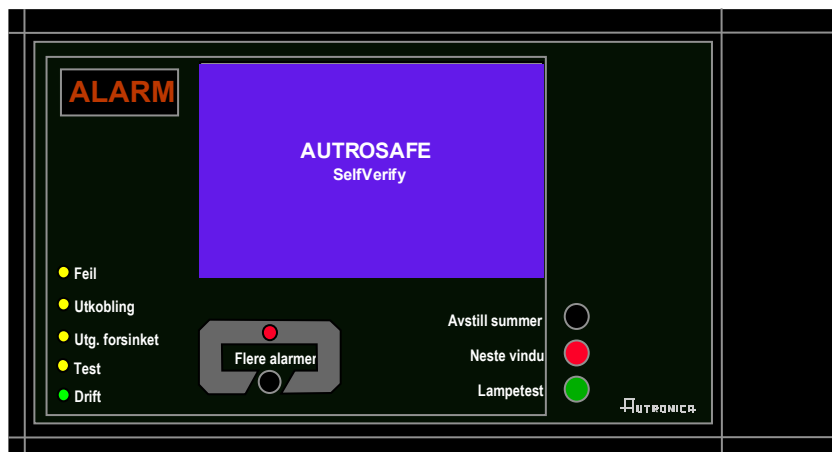 ALARM
AUTROSAFE
SelfVerify
Feil
Utkobling
Utg. forsinket
Test
Drift
Flere alarmer
Avstill summer
Neste vindu
Lampetest
AUTRONICA